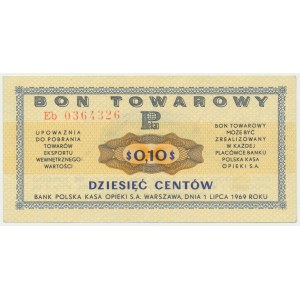 BON TOWAROWY
Eb 0364326
UPOWAŻNIA
DO POBRANIA
TOWARÓW
EKSPORTU
WEWNĘTRZNEGO
WARTOŚCI
$0,10$
BON TOWAROWY
MOŻE BYĆ
ZREALIZOWANY
W KAŻDEJ
PLACÓWCE BANKU
POLSKA KASA
OPIEKI S.A.
DZIESIĘĆ CENTÓW
BANK POLSKA KASA OPIEKI S.A. WARSZAWA, DNIA 1 LIPCA 1969 ROKU